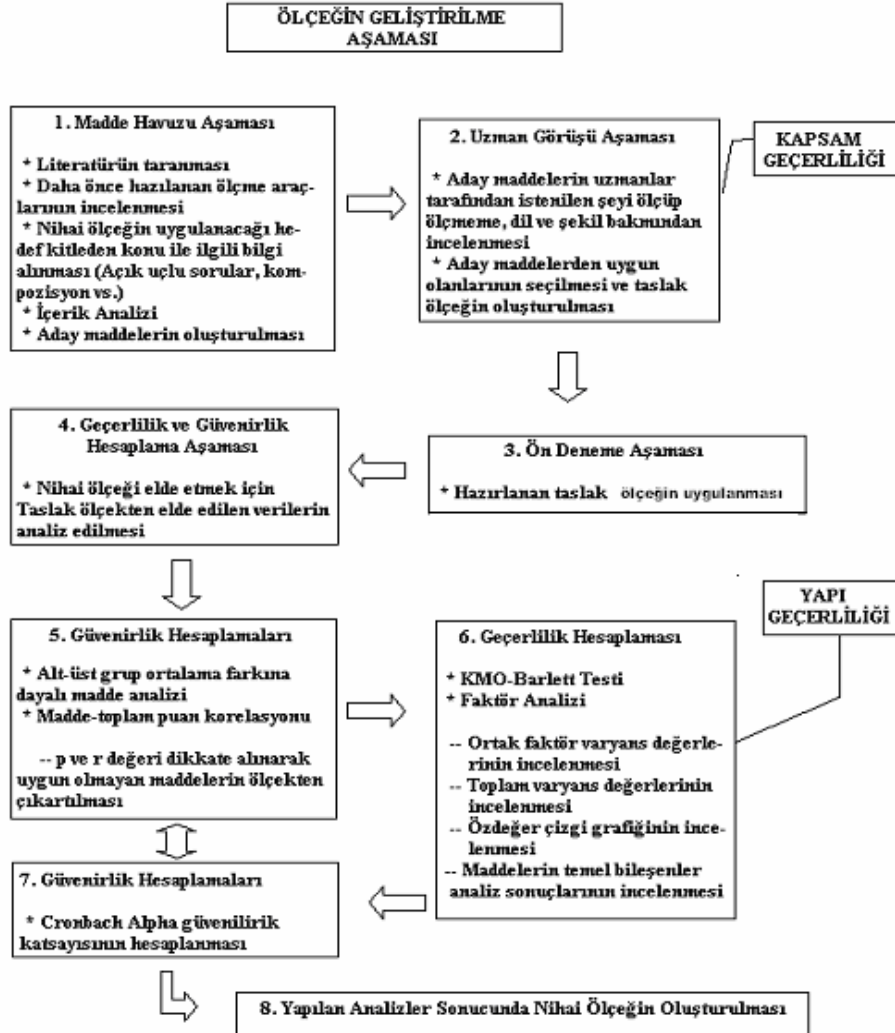 ÖLÇEĞİN GELİŞTİRİLME
AŞAMASI
1. Madde Havuzu Aşaması
* Literatürün taranması
* Daha önce hazılanan ölçme araç-
larının incelenmesi
* Nihai ölçeğin uygulanacağı he-
def kitleden konu ile ilgili bilgi
alınması (Açık uçlu sorular, kom-
pozisyon vs.)
* İçerik Analizi
* Aday maddelerin oluşturulması
2. Uzman Görüşü Aşaması
* Aday maddelerin uzmanlar
tarafından istenilen şeyi ölçüp
ölçmeme, dil ve şekil bakmından
incelenmesi
* Aday maddelerden uygun
olanlarının seçilmesi ve taslak
ölçeğin oluşturulması
KAPSAM
GEÇERLİLİĞİ
3. Ön Deneme Aşaması
* Hazırlanan taslak ölçeğin uygulanması
4. Geçerlilik ve Güvenirlik
Hesaplama Aşaması
* Nihai ölçeği elde etmek için
Taslak ölçekten elde edilen verilerin
analiz edilmesi
5. Güvenirlik Hesaplamaları
* Alt-üst grup ortalama farkına
dayalı madde analizi
* Madde-toplam puan korelasyonu
-- p ve r değeri dikkate alınarak
uygun olmayan maddelerin ölçekten
çıkartılması
6. Geçerlilik Hesaplaması
* KMO-Barlett Testi
* Faktör Analizi
-- Ortak faktör varyans değerle-
rinin incelenmesi
-- Toplam varyans değerlerinin
incelenmesi
-- Özdeğer çizgi grafiğinin ince-
lenmesi
-- Maddelerin temel bileşenler
analiz sonuçlarının incelenmesi
YAPI
GEÇERLİLİĞİ
7. Güvenirlik Hesaplamaları
* Cronbach Alpha güvenilirik
katsayısının hesaplanması
8. Yapılan Analizler Sonucunda Nihai Ölçeğin Oluşturulması